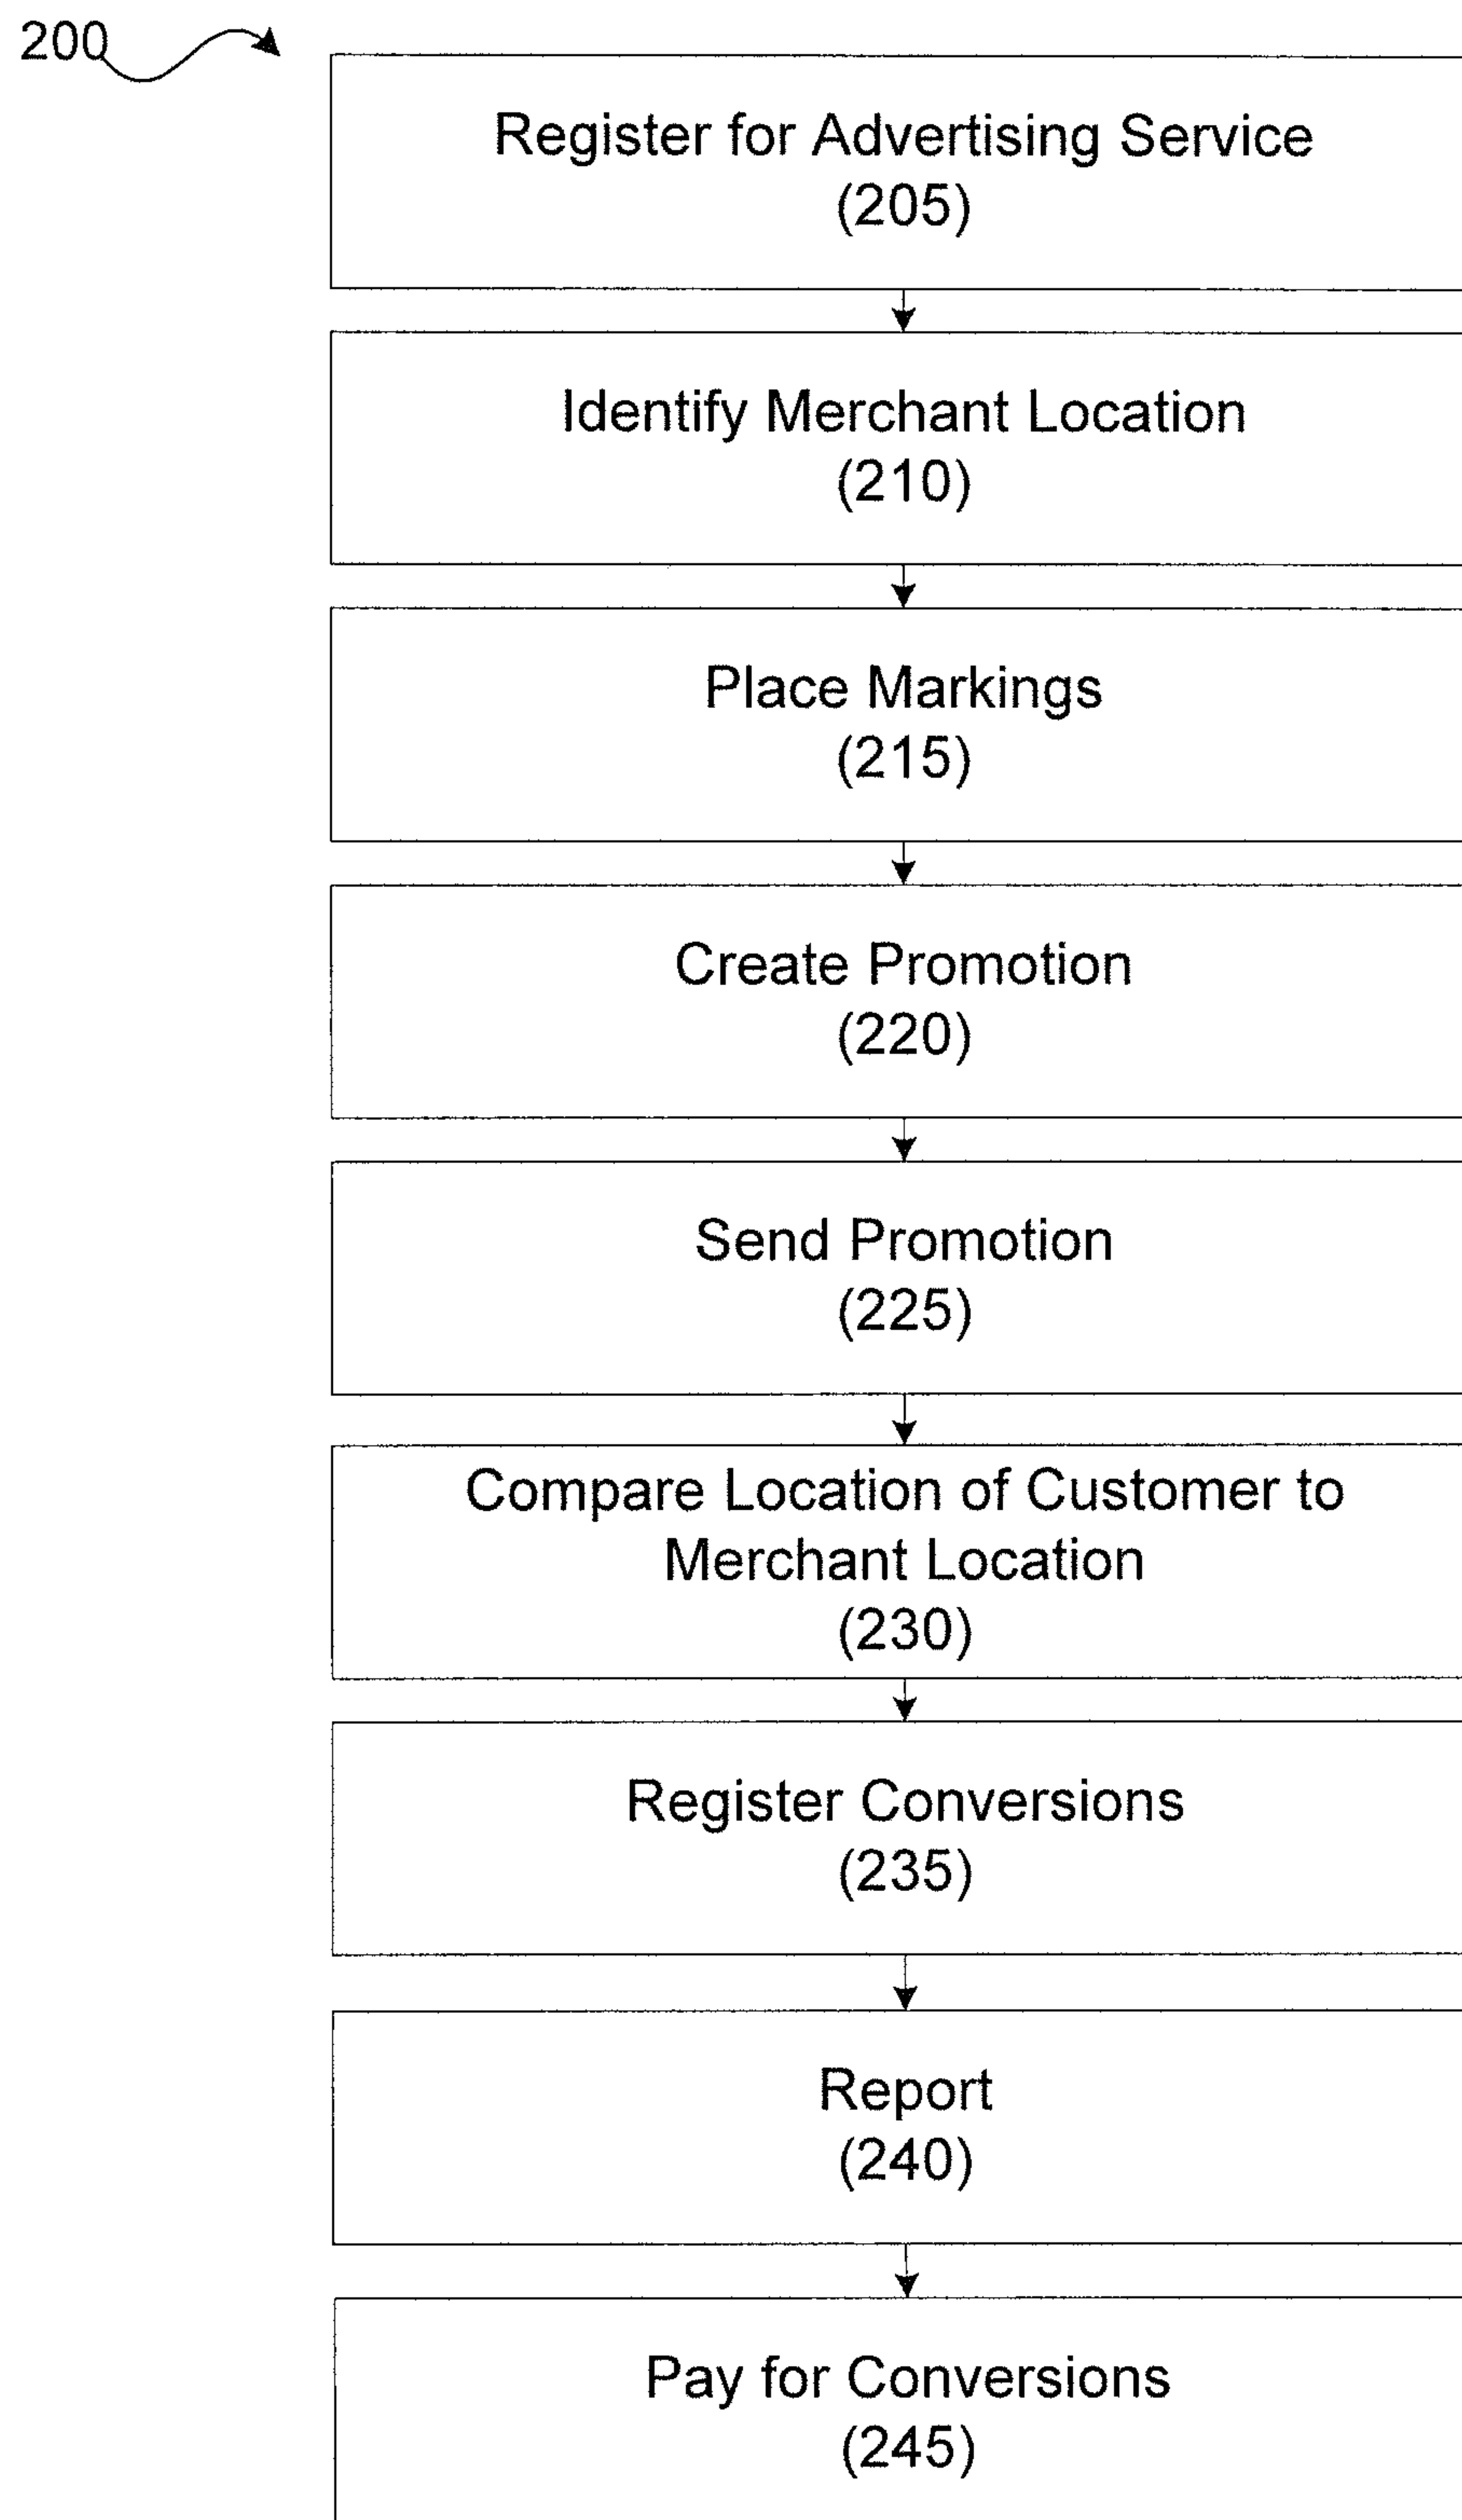 200
Register for Advertising Service
(205)
Identify Merchant Location
(210)
Place Markings
(215)
Create Promotion
(220)
Send Promotion
(225)
Compare Location of Customer to
Merchant Location
(230)
Register Conversions
(235)
Report
(240)
Pay for Conversions
(245)